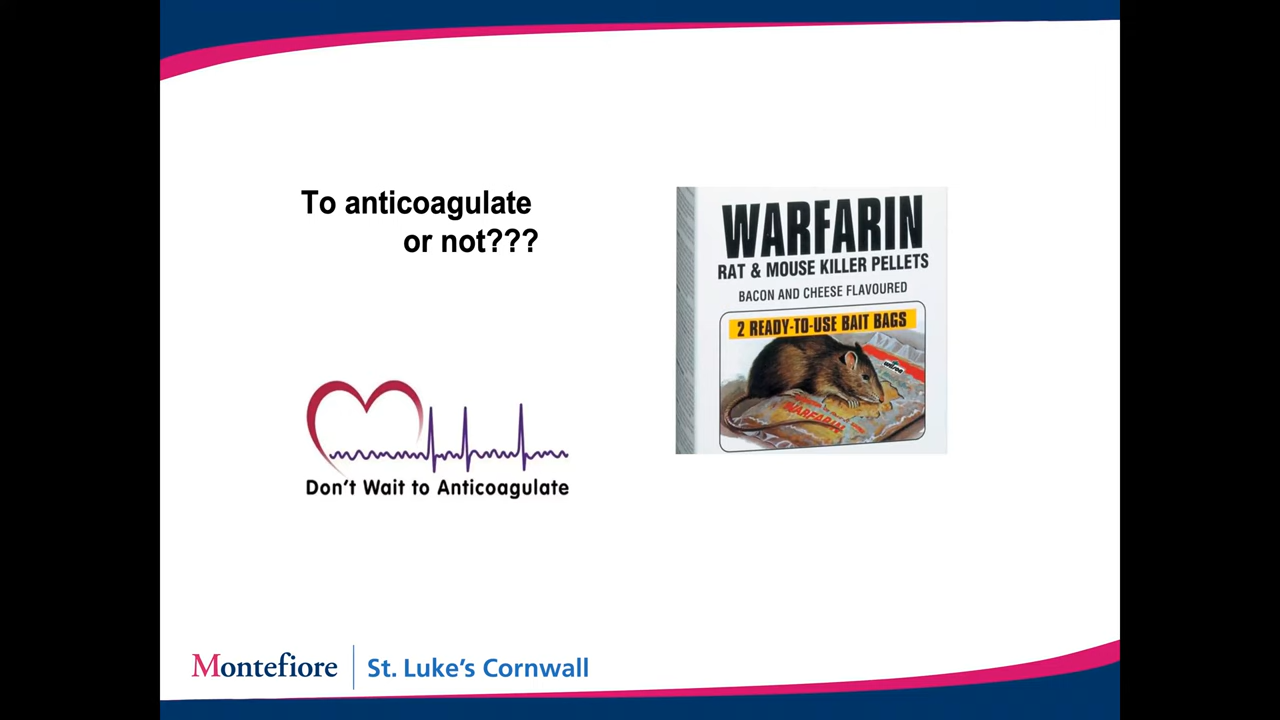 To anticoagulate
or not???
WARFARIN
RAT & MOUSE KILLER PELLETS
BACON AND CHEESE FLAVOURED
2 READY-TO-USE BAIT BAGS
WARFARIN
Don't Wait to Anticoagulate
Montefiore
St. Luke's Cornwall